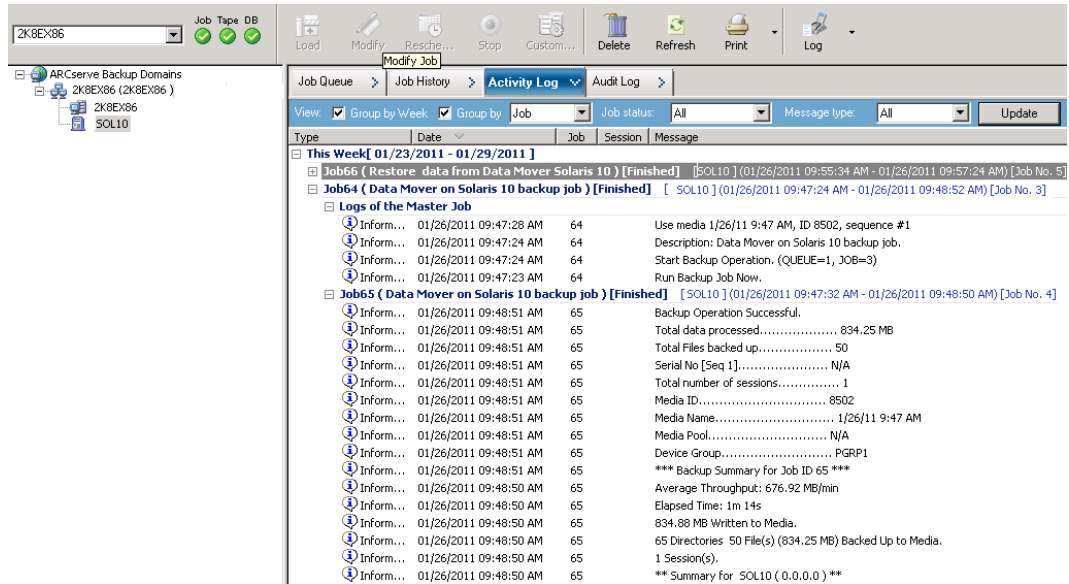 2K8EX86
Job Tape DB
Load Modify Resche... Stop Custom... Delete Refresh Print Log
Modify Job
ARCserve Backup Domains
2K8EX86 (2K8EX86 )
2K8EX86
SOL10
Job Queue Job History Activity Log Audit Log
View: Group by Week Group by Job Job status: All Message type: All Update
Type Date Job Session Message
This Week[ 01/23/2011 - 01/29/2011 ]
Job66 ( Restore data from Data Mover Solaris 10 ) [Finished] [SOL10 ] (01/26/2011 09:55:34 AM - 01/26/2011 09:57:24 AM) [Job No. 5]
Job64 ( Data Mover on Solaris 10 backup job ) [Finished] [ SOL10 ] (01/26/2011 09:47:24 AM - 01/26/2011 09:48:52 AM) [Job No. 3]
Logs of the Master Job
Inform... 01/26/2011 09:47:28 AM 64 Use media 1/26/11 9:47 AM, ID 8502, sequence #1
Inform... 01/26/2011 09:47:24 AM 64 Description: Data Mover on Solaris 10 backup job.
Inform... 01/26/2011 09:47:24 AM 64 Start Backup Operation. (QUEUE=1, JOB=3)
Inform... 01/26/2011 09:47:23 AM 64 Run Backup Job Now.
Job65 ( Data Mover on Solaris 10 backup job ) [Finished] [ SOL10 ] (01/26/2011 09:47:32 AM - 01/26/2011 09:48:50 AM) [Job No. 4]
Inform... 01/26/2011 09:48:51 AM 65 Backup Operation Successful.
Inform... 01/26/2011 09:48:51 AM 65 Total data processed.................. 834.25 MB
Inform... 01/26/2011 09:48:51 AM 65 Total Files backed up................. 50
Inform... 01/26/2011 09:48:51 AM 65 Serial No [Seq 1]..................... N/A
Inform... 01/26/2011 09:48:51 AM 65 Total number of sessions.............. 1
Inform... 01/26/2011 09:48:51 AM 65 Media ID.............................. 8502
Inform... 01/26/2011 09:48:51 AM 65 Media Name............................ 1/26/11 9:47 AM
Inform... 01/26/2011 09:48:51 AM 65 Media Pool............................ N/A
Inform... 01/26/2011 09:48:51 AM 65 Device Group.......................... PGRP1
Inform... 01/26/2011 09:48:50 AM 65 *** Backup Summary for Job ID 65 ***
Inform... 01/26/2011 09:48:50 AM 65 Average Throughput: 676.92 MB/min
Inform... 01/26/2011 09:48:50 AM 65 Elapsed Time: 1m 14s
Inform... 01/26/2011 09:48:50 AM 65 834.88 MB Written to Media.
Inform... 01/26/2011 09:48:50 AM 65 65 Directories 50 File(s) (834.25 MB) Backed Up to Media.
Inform... 01/26/2011 09:48:50 AM 65 1 Session(s).
Inform... 01/26/2011 09:48:50 AM 65 ** Summary for SOL10 ( 0.0.0.0 ) **